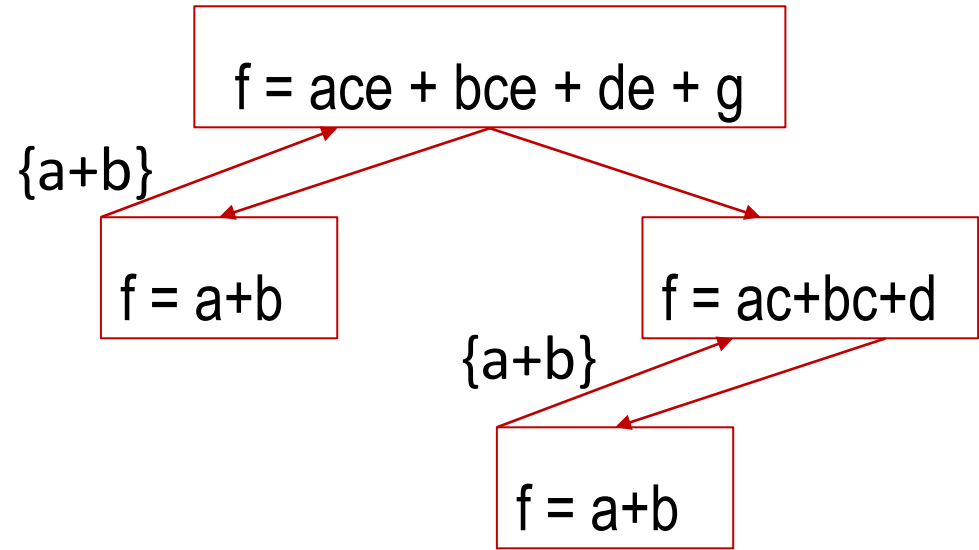 f = ace + bce + de + g
{a+b}
f = a+b
f = ac+bc+d
{a+b}
f = a+b